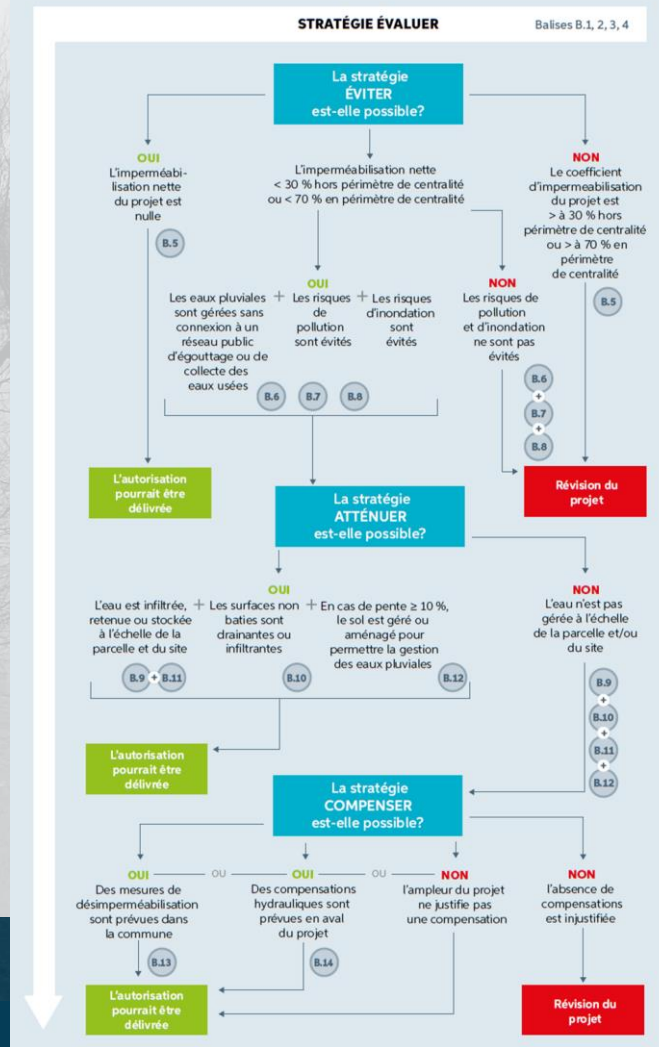 STRATÉGIE ÉVALUER
Balises B.1, 2, 3, 4
La stratégie
ÉVITER
est-elle possible?
OUI
L'imperméabi-
lisation nette
du projet est
nulle
B.5
L'imperméabilisation nette
< 30 % hors périmètre de centralité
ou < 70 % en périmètre de centralité
NON
Le coefficient
d'impermeabilisation
du projet est
> à 30 % hors
périmètre de centralité
ou > à 70 % en
périmètre
de centralité
B.5
OUI
Les eaux pluviales
sont gérées sans
connexion à un
réseau public
d'égouttage ou de
collecte des
eaux usées
+
Les risques
de
pollution
sont évités
+
Les risques
d'inondation
sont
évités
B.6
B.7
B.8
NON
Les risques de
pollution
et d'inondation
ne sont pas
évités
B.6
+
B.7
+
B.8
L'autorisation
pourrait être
délivrée
La stratégie
ATTÉNUER
est-elle possible?
Révision du
projet
OUI
L'eau est infiltrée,
retenue ou stockée
à l'échelle de la
parcelle et du site
B.9 + B.11
+
Les surfaces non
baties sont
drainantes ou
infiltrantes
B.10
+
En cas de pente ≥ 10 %,
le sol est géré ou
aménagé pour
permettre la gestion
des eaux pluviales
B.12
NON
L'eau n'est pas
gérée à l'échelle
de la parcelle et/ou
du site
B.9
+
B.10
+
B.11
+
B.12
L'autorisation
pourrait être
délivrée
La stratégie
COMPENSER
est-elle possible?
OUI
Des mesures de
désimperméabilisation
sont prévues dans
la commune
B.13
OU
OUI
Des compensations
hydrauliques sont
prévues en aval
du projet
B.14
OU
NON
l'ampleur du projet
ne justifie pas
une compensation
NON
l'absence de
compensations
est injustifiée
L'autorisation
pourrait être
délivrée
Révision du
projet